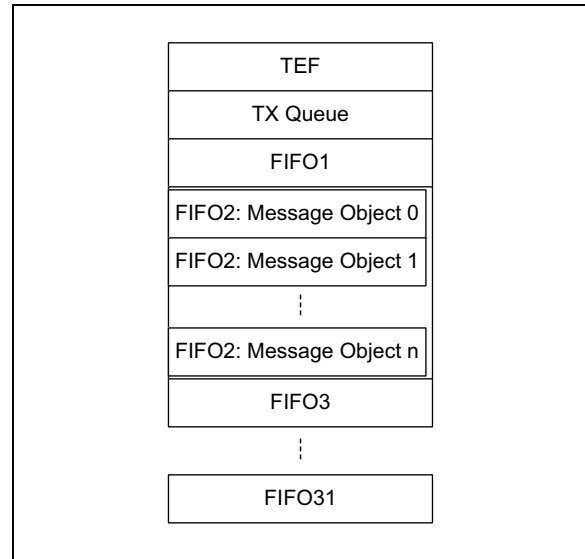 TEF
TX Queue
FIFO1
FIFO2: Message Object 0
FIFO2: Message Object 1
FIFO2: Message Object n
FIFO3
FIFO31